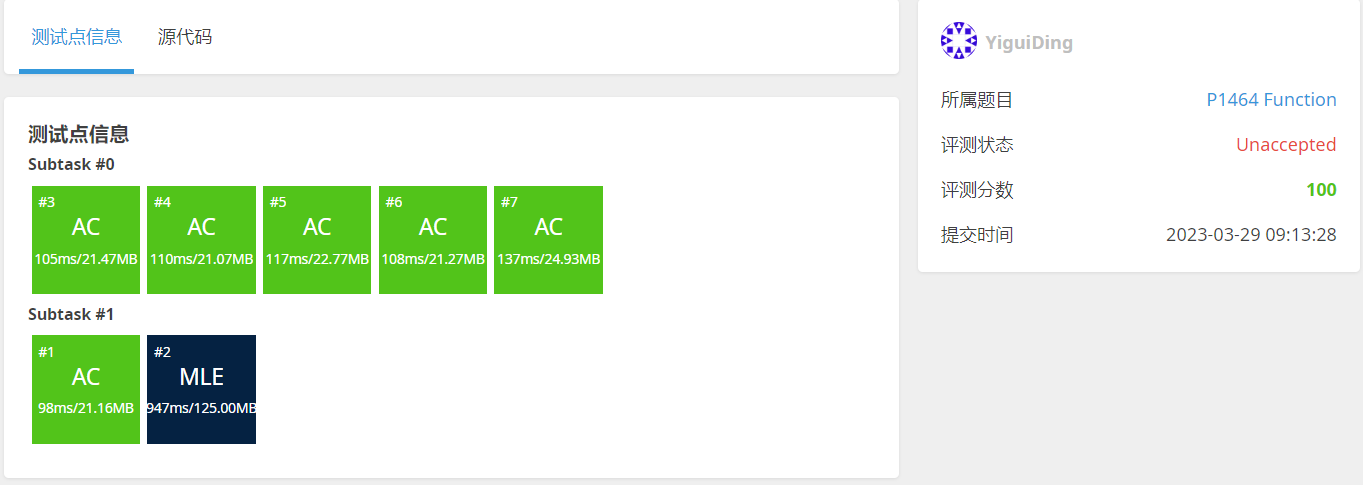 测试点信息 源代码
测试点信息
Subtask #0
#3 #4 #5 #6 #7
AC AC AC AC AC
105ms/21.47MB 110ms/21.07MB 117ms/22.77MB 108ms/21.27MB 137ms/24.93MB
Subtask #1
#1 #2
AC MLE
98ms/21.16MB 947ms/125.00MB
YiguiDing
所属题目 P1464 Function
评测状态 Unaccepted
评测分数 100
提交时间 2023-03-29 09:13:28